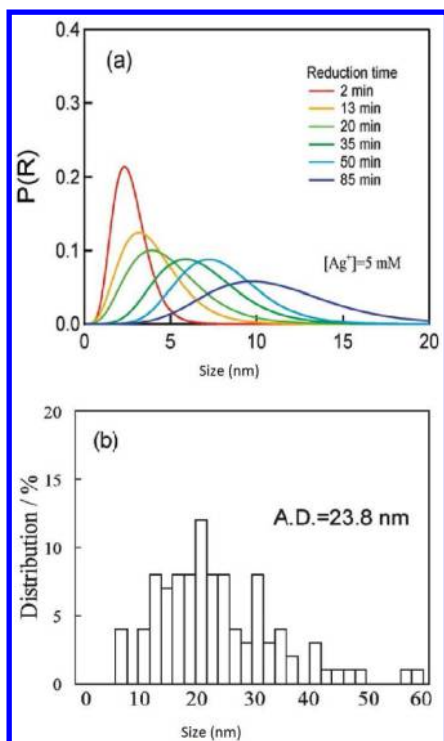 0.4
(a)
Reduction time
2 min
13 min
20 min
35 min
50 min
85 min
0.3
0.2
0.1
0.0
P(R)
[Ag+]=5 mM
0 5 10 15 20
Size (nm)
20
(b)
15
A.D.=23.8 nm
10
5
0
Distribution / %
0 10 20 30 40 50 60
Size (nm)